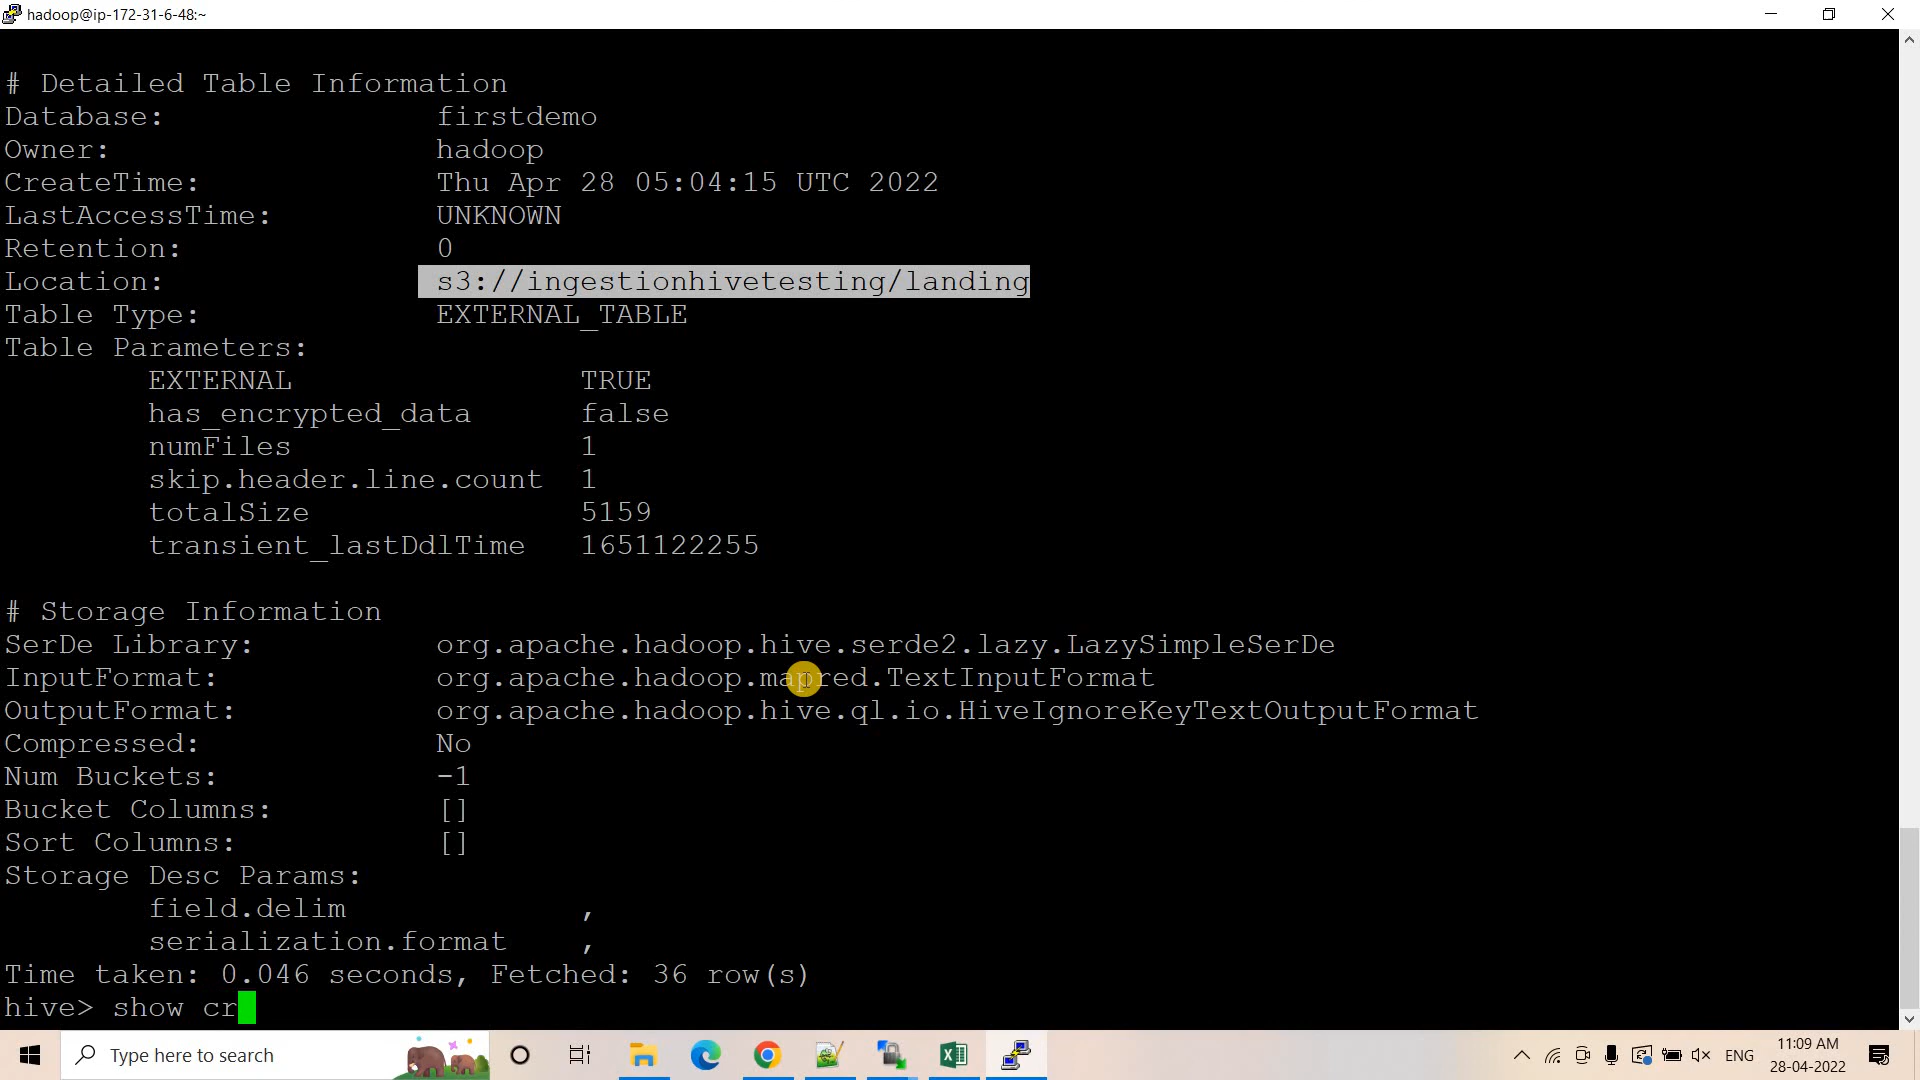 hadoop@ip-172-31-6-48:~
# Detailed Table Information
Database: firstdemo
Owner: hadoop
CreateTime: Thu Apr 28 05:04:15 UTC 2022
LastAccessTime: UNKNOWN
Retention: 0
Location: s3://ingestionhivetesting/landing
Table Type: EXTERNAL_TABLE
Table Parameters:
EXTERNAL TRUE
has_encrypted_data false
numFiles 1
skip.header.line.count 1
totalSize 5159
transient_lastDdlTime 1651122255
# Storage Information
SerDe Library: org.apache.hadoop.hive.serde2.lazy.LazySimpleSerDe
InputFormat: org.apache.hadoop.mapred.TextInputFormat
OutputFormat: org.apache.hadoop.hive.ql.io.HiveIgnoreKeyTextOutputFormat
Compressed: No
Num Buckets: -1
Bucket Columns: []
Sort Columns: []
Storage Desc Params:
field.delim ,
serialization.format ,
Time taken: 0.046 seconds, Fetched: 36 row(s)
hive> show cr
Type here to search
ENG
11:09 AM
28-04-2022